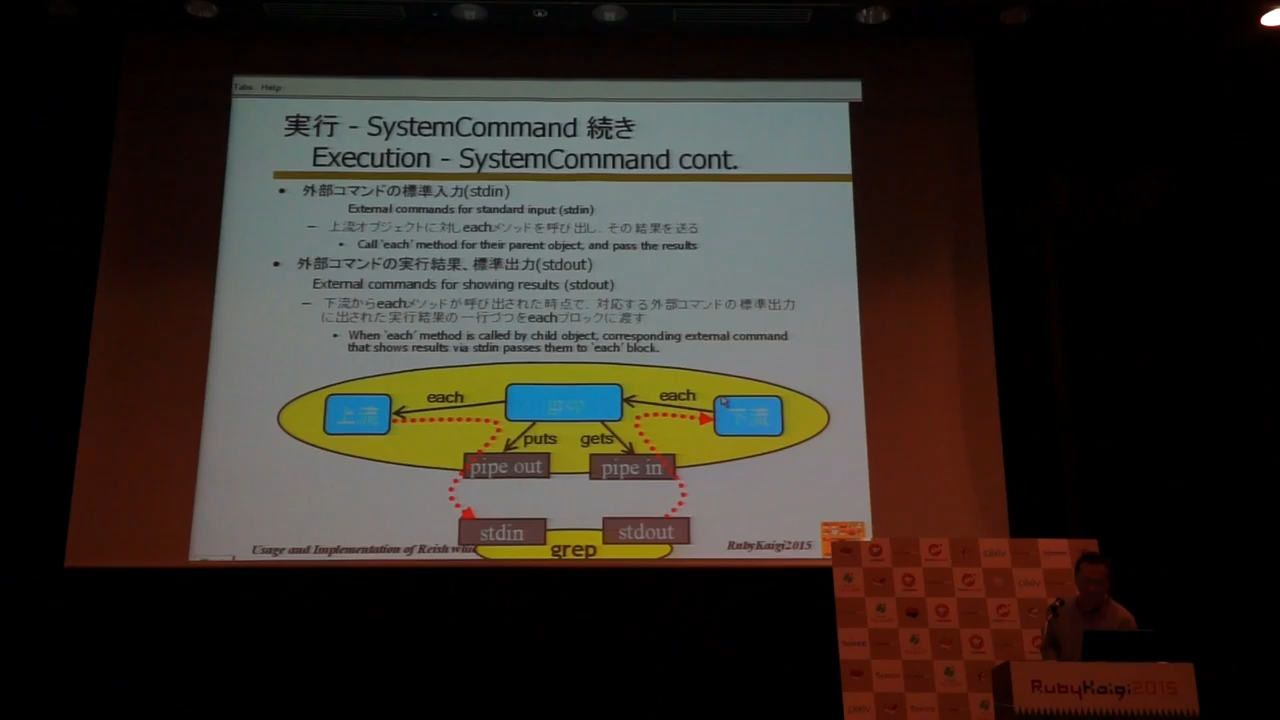 Tabs Help
実行 - SystemCommand 続き
Execution - SystemCommand cont.
• 外部コマンドの標準入力(stdin)
External commands for standard input (stdin)
– 上流オブジェクトに対しeachメソッドを呼び出し、その結果を送る
• Call 'each' method for their parent object, and pass the results
• 外部コマンドの実行結果、標準出力(stdout)
External commands for showing results (stdout)
– 下流からeachメソッドが呼び出された時点で、対応する外部コマンドの標準出力
に出された実行結果の一行づつをeachブロックに渡す
• When 'each' method is called by child object, corresponding external command
that shows results via stdin passes them to 'each' block.
each
each
上流
grep
下流
puts
gets
pipe out
pipe in
stdin
stdout
grep
Usage and Implementation of Reish whi
RubyKaigi2015
RubyKaigi2015